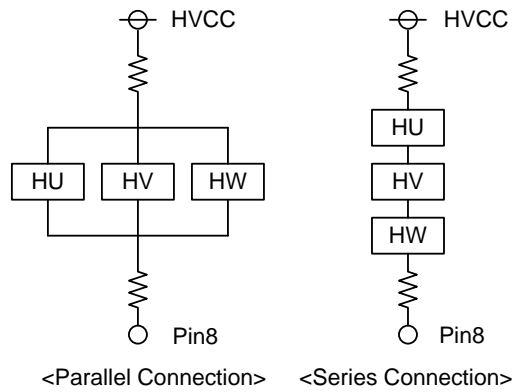 HVCC HVCC
HU
HU HV HW HV
HW
Pin8 Pin8
<Parallel Connection> <Series Connection>